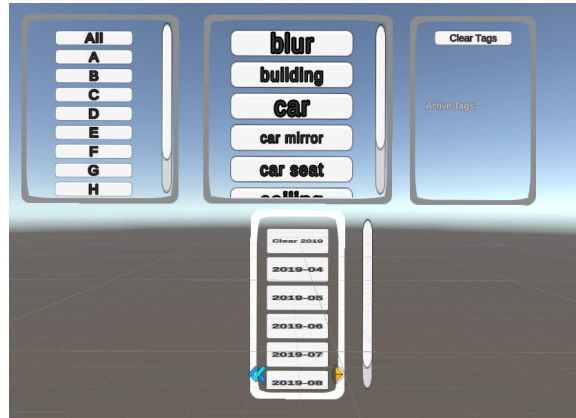 All
A
B
C
D
E
F
G
H
blur
building
car
car mirror
car seat
ceiling
Clear Tags
Active Tags:
Clear 2019
2019-04
2019-05
2019-06
2019-07
2019-08